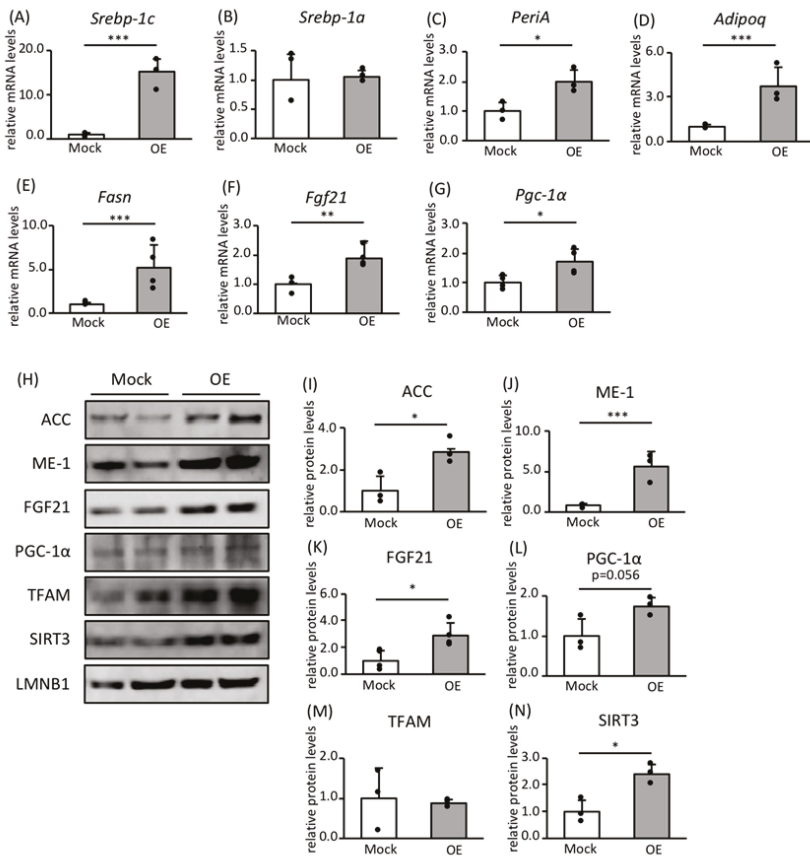 (A)
Srebp-1c
***
relative mRNA levels
20.0
10.0
0.0
Mock
OE
(B)
Srebp-1a
relative mRNA levels
1.5
1.0
0.5
0.0
Mock
OE
(C)
PeriA
*
relative mRNA levels
3.0
2.0
1.0
0.0
Mock
OE
(D)
Adipoq
***
relative mRNA levels
6.0
3.0
0.0
Mock
OE
(E)
Fasn
***
relative mRNA levels
10.0
5.0
0.0
Mock
OE
(F)
Fgf21
**
relative mRNA levels
3.0
2.0
1.0
0.0
Mock
OE
(G)
Pgc-1α
*
relative mRNA levels
3.0
2.0
1.0
0.0
Mock
OE
(H)
Mock
OE
ACC
ME-1
FGF21
PGC-1α
TFAM
SIRT3
LMNB1
(I)
ACC
*
relative protein levels
4.0
2.0
0.0
Mock
OE
(J)
ME-1
***
relative protein levels
10.0
5.0
0.0
Mock
OE
(K)
FGF21
*
relative protein levels
6.0
4.0
2.0
0.0
Mock
OE
(L)
PGC-1α
p=0.056
relative protein levels
2.0
1.0
0.0
Mock
OE
(M)
TFAM
relative protein levels
2.0
1.0
0.0
Mock
OE
(N)
SIRT3
*
relative protein levels
3.0
2.0
1.0
0.0
Mock
OE